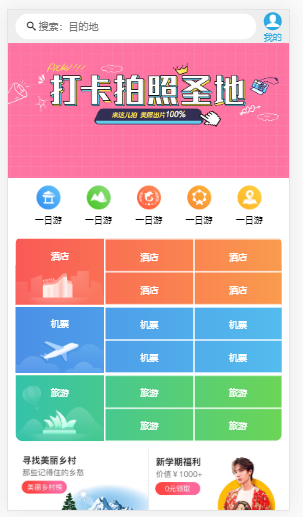 搜索：目的地
我的
打卡拍照圣地
来这儿拍 美丽出片100%
一日游 一日游 一日游 一日游 一日游
酒店 酒店 酒店
酒店 酒店
机票 机票 机票
机票 机票
旅游 旅游 旅游
旅游 旅游
寻找美丽乡村
那些记得住的乡愁
美丽乡村榜
新学期福利
价值￥1000+
0元领取